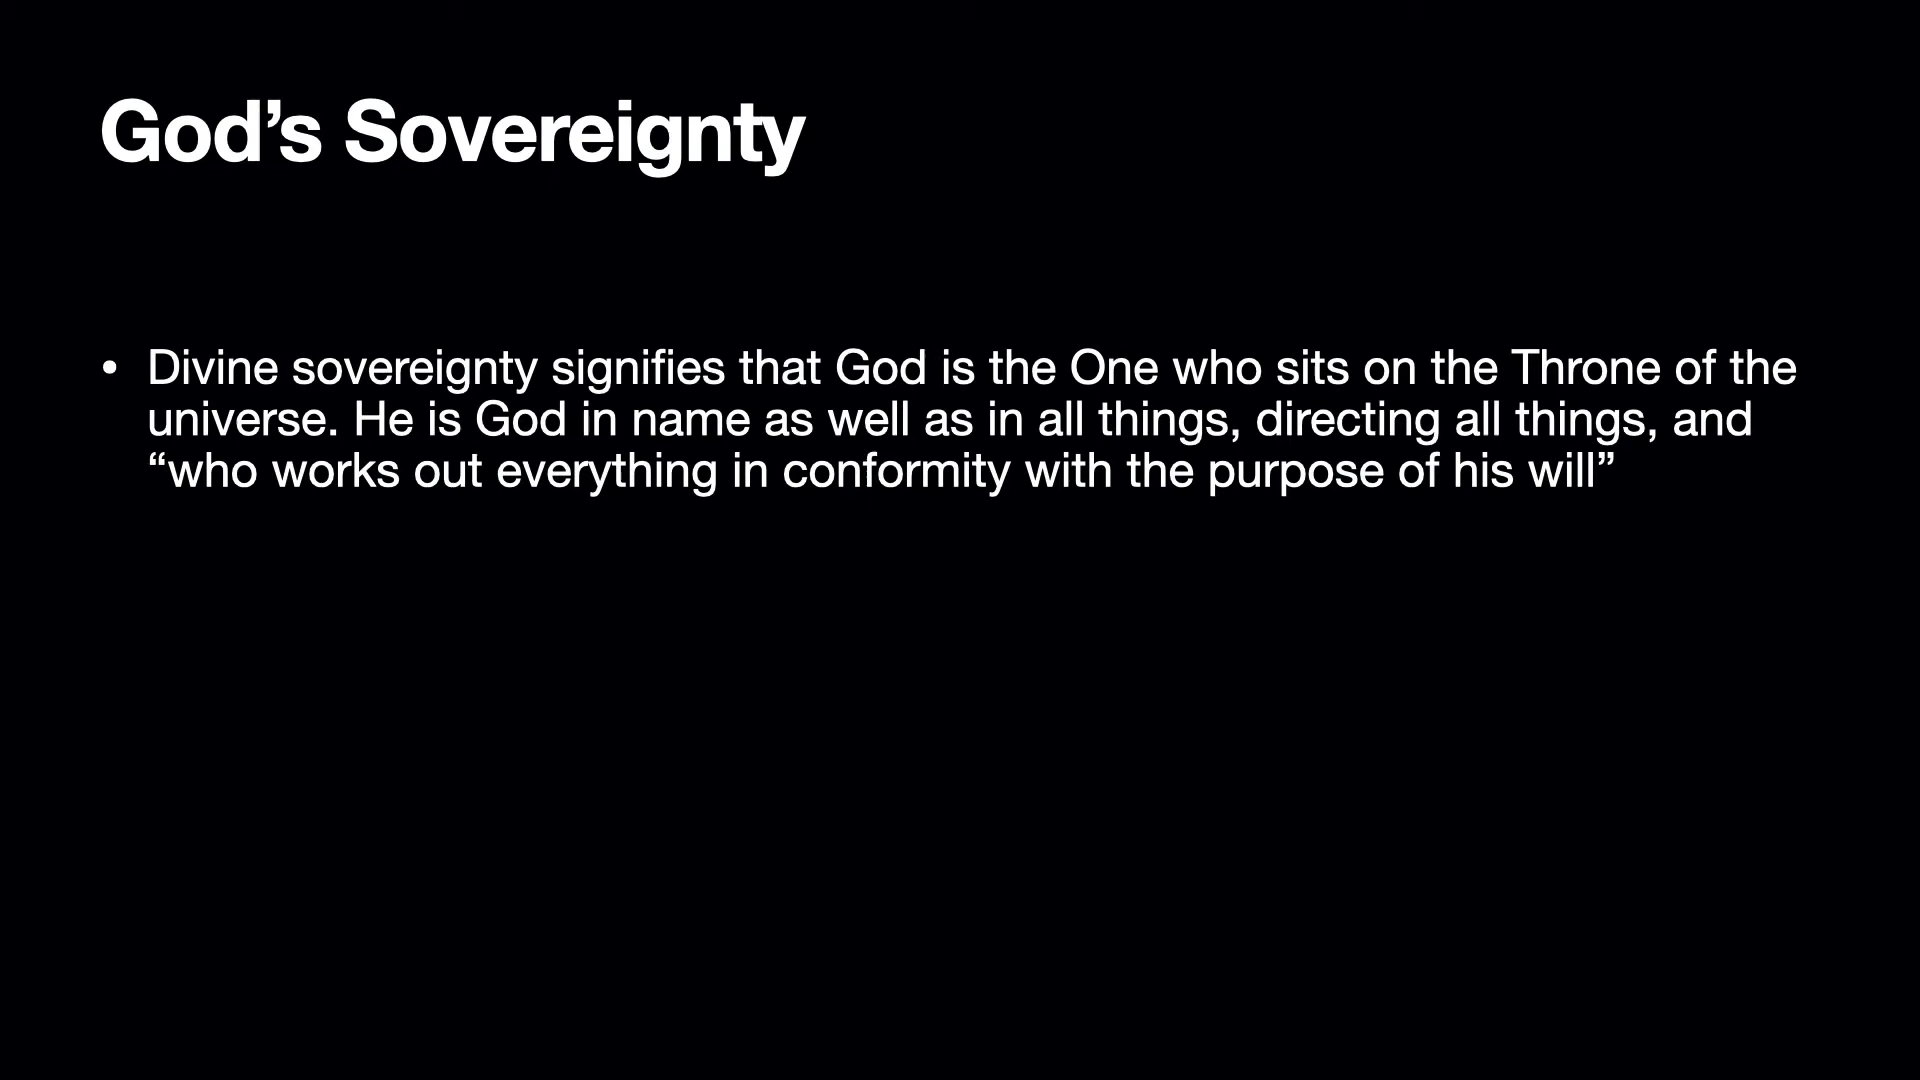 God’s Sovereignty
• Divine sovereignty signifies that God is the One who sits on the Throne of the
universe. He is God in name as well as in all things, directing all things, and
“who works out everything in conformity with the purpose of his will”